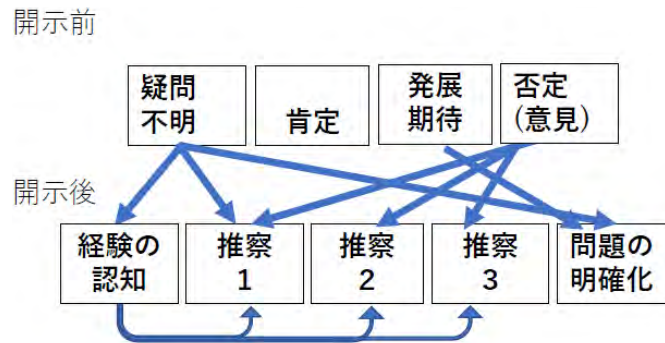 開示前
疑問
不明
肯定
発展
期待
否定
(意見)
開示後
経験の
認知
推察
1
推察
2
推察
3
問題の
明確化